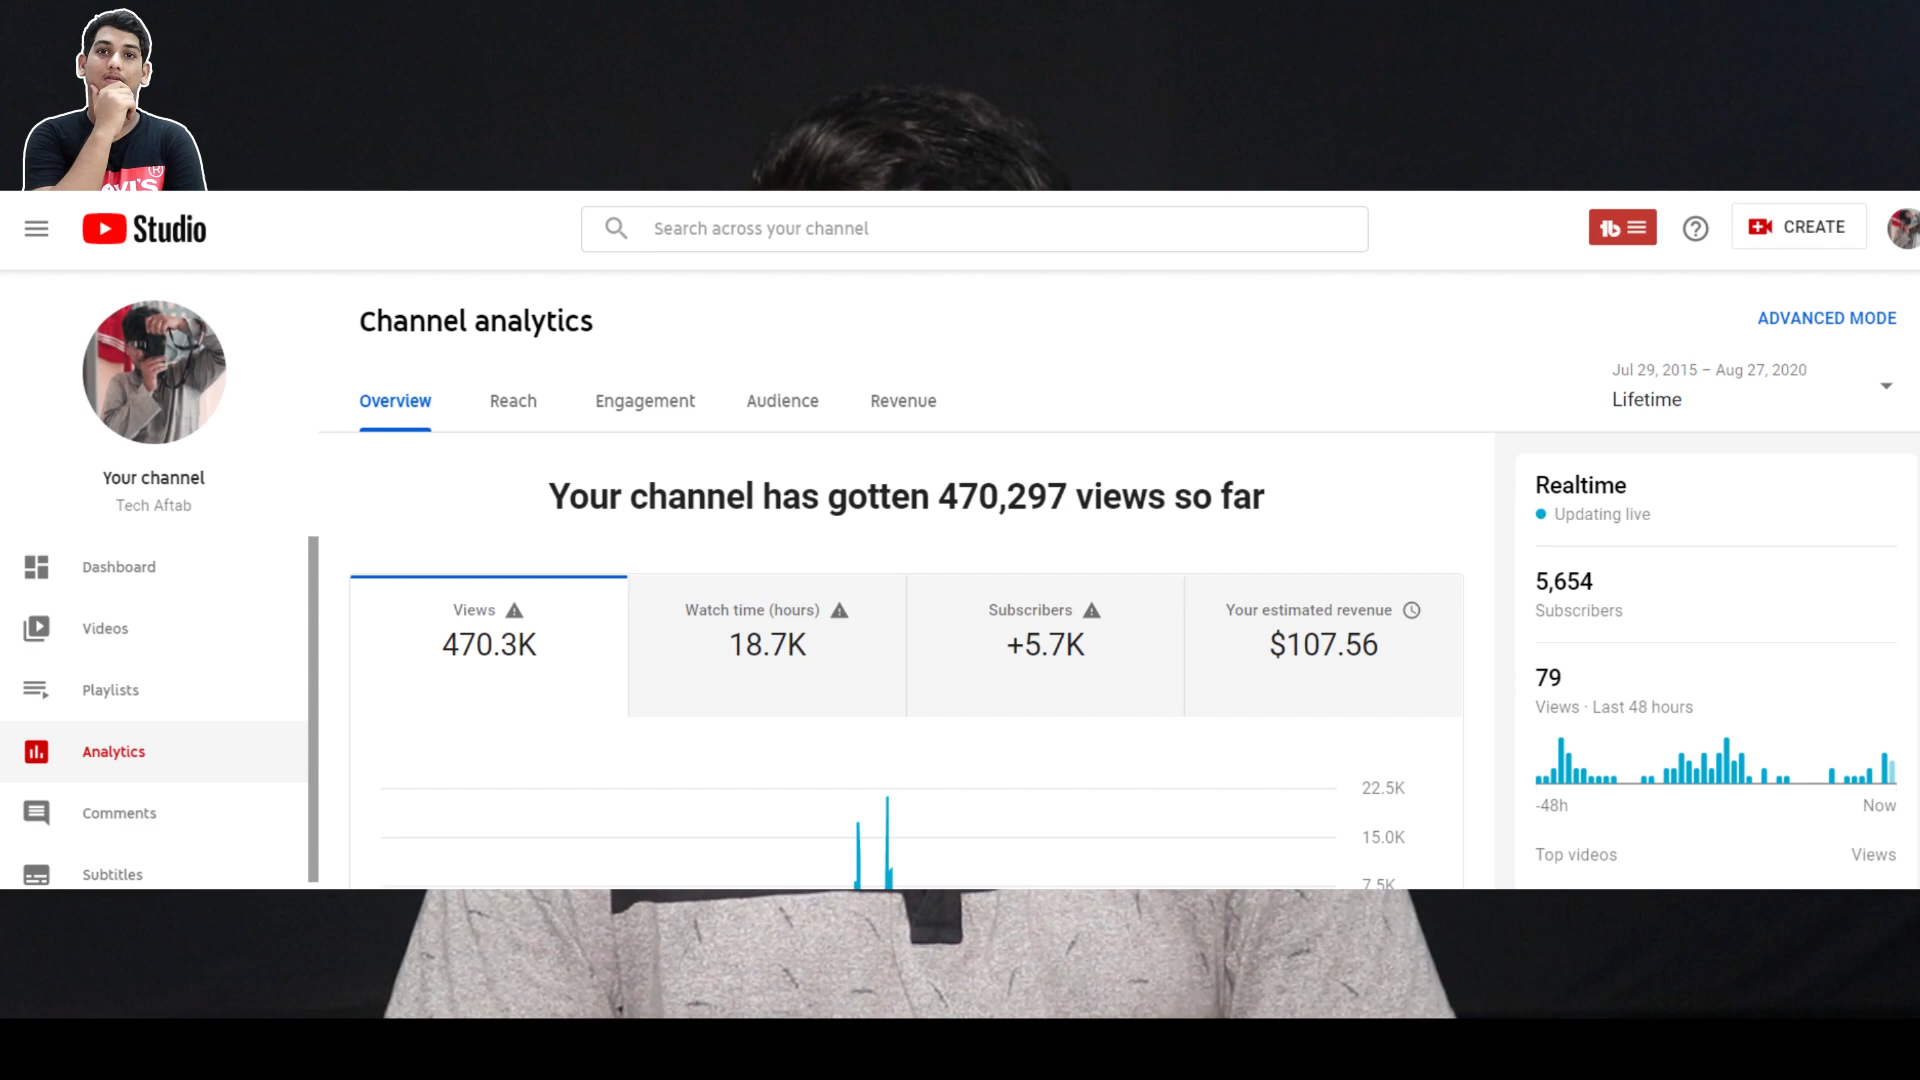 Studio
Search across your channel
CREATE
Channel analytics
ADVANCED MODE
Jul 29, 2015 – Aug 27, 2020
Lifetime
Overview
Reach
Engagement
Audience
Revenue
Your channel
Tech Aftab
Dashboard
Videos
Playlists
Analytics
Comments
Subtitles
Your channel has gotten 470,297 views so far
Views
470.3K
Watch time (hours)
18.7K
Subscribers
+5.7K
Your estimated revenue
$107.56
22.5K
15.0K
7.5K
Realtime
Updating live
5,654
Subscribers
79
Views · Last 48 hours
-48h
Now
Top videos
Views